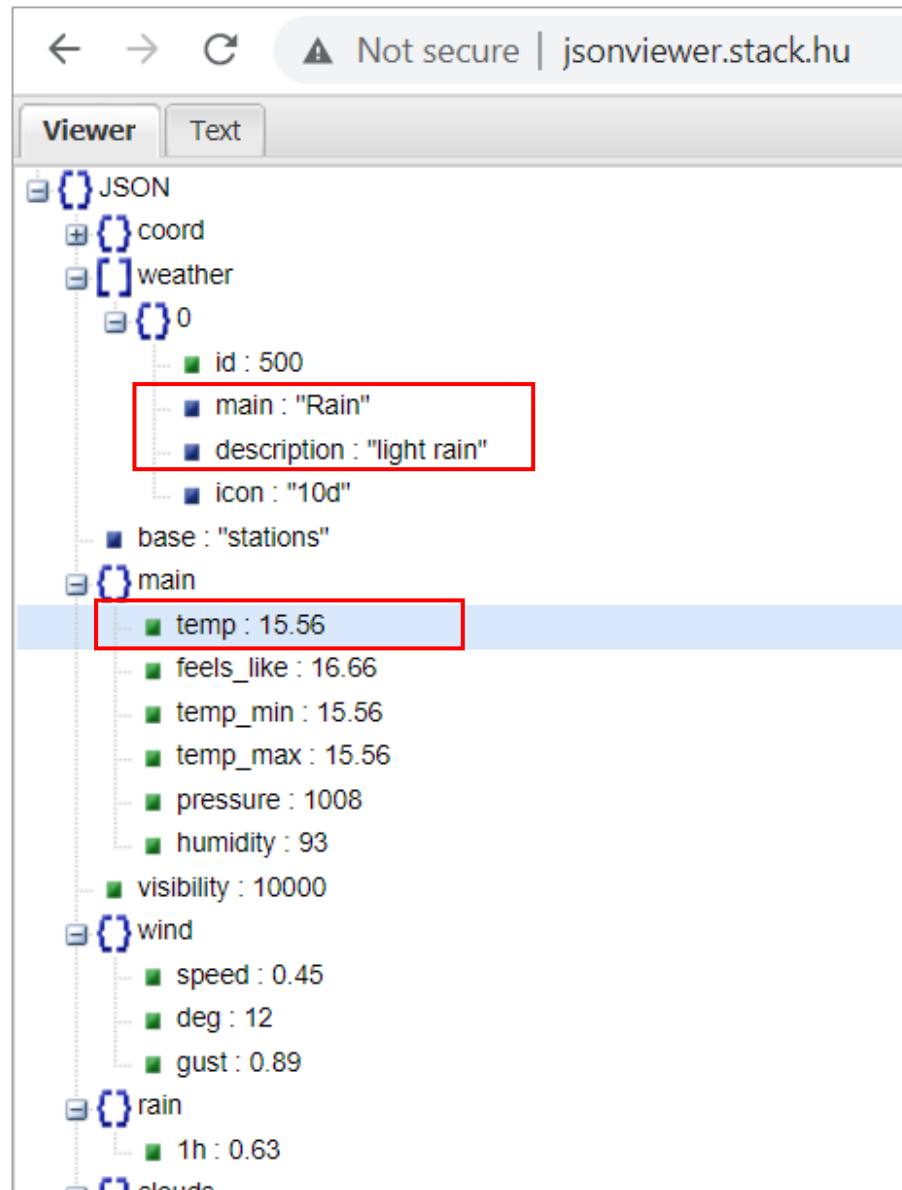 Not secure | jsonviewer.stack.hu
Viewer Text
JSON
coord
weather
0
id : 500
main : "Rain"
description : "light rain"
icon : "10d"
base : "stations"
main
temp : 15.56
feels_like : 16.66
temp_min : 15.56
temp_max : 15.56
pressure : 1008
humidity : 93
visibility : 10000
wind
speed : 0.45
deg : 12
gust : 0.89
rain
1h : 0.63
clouds